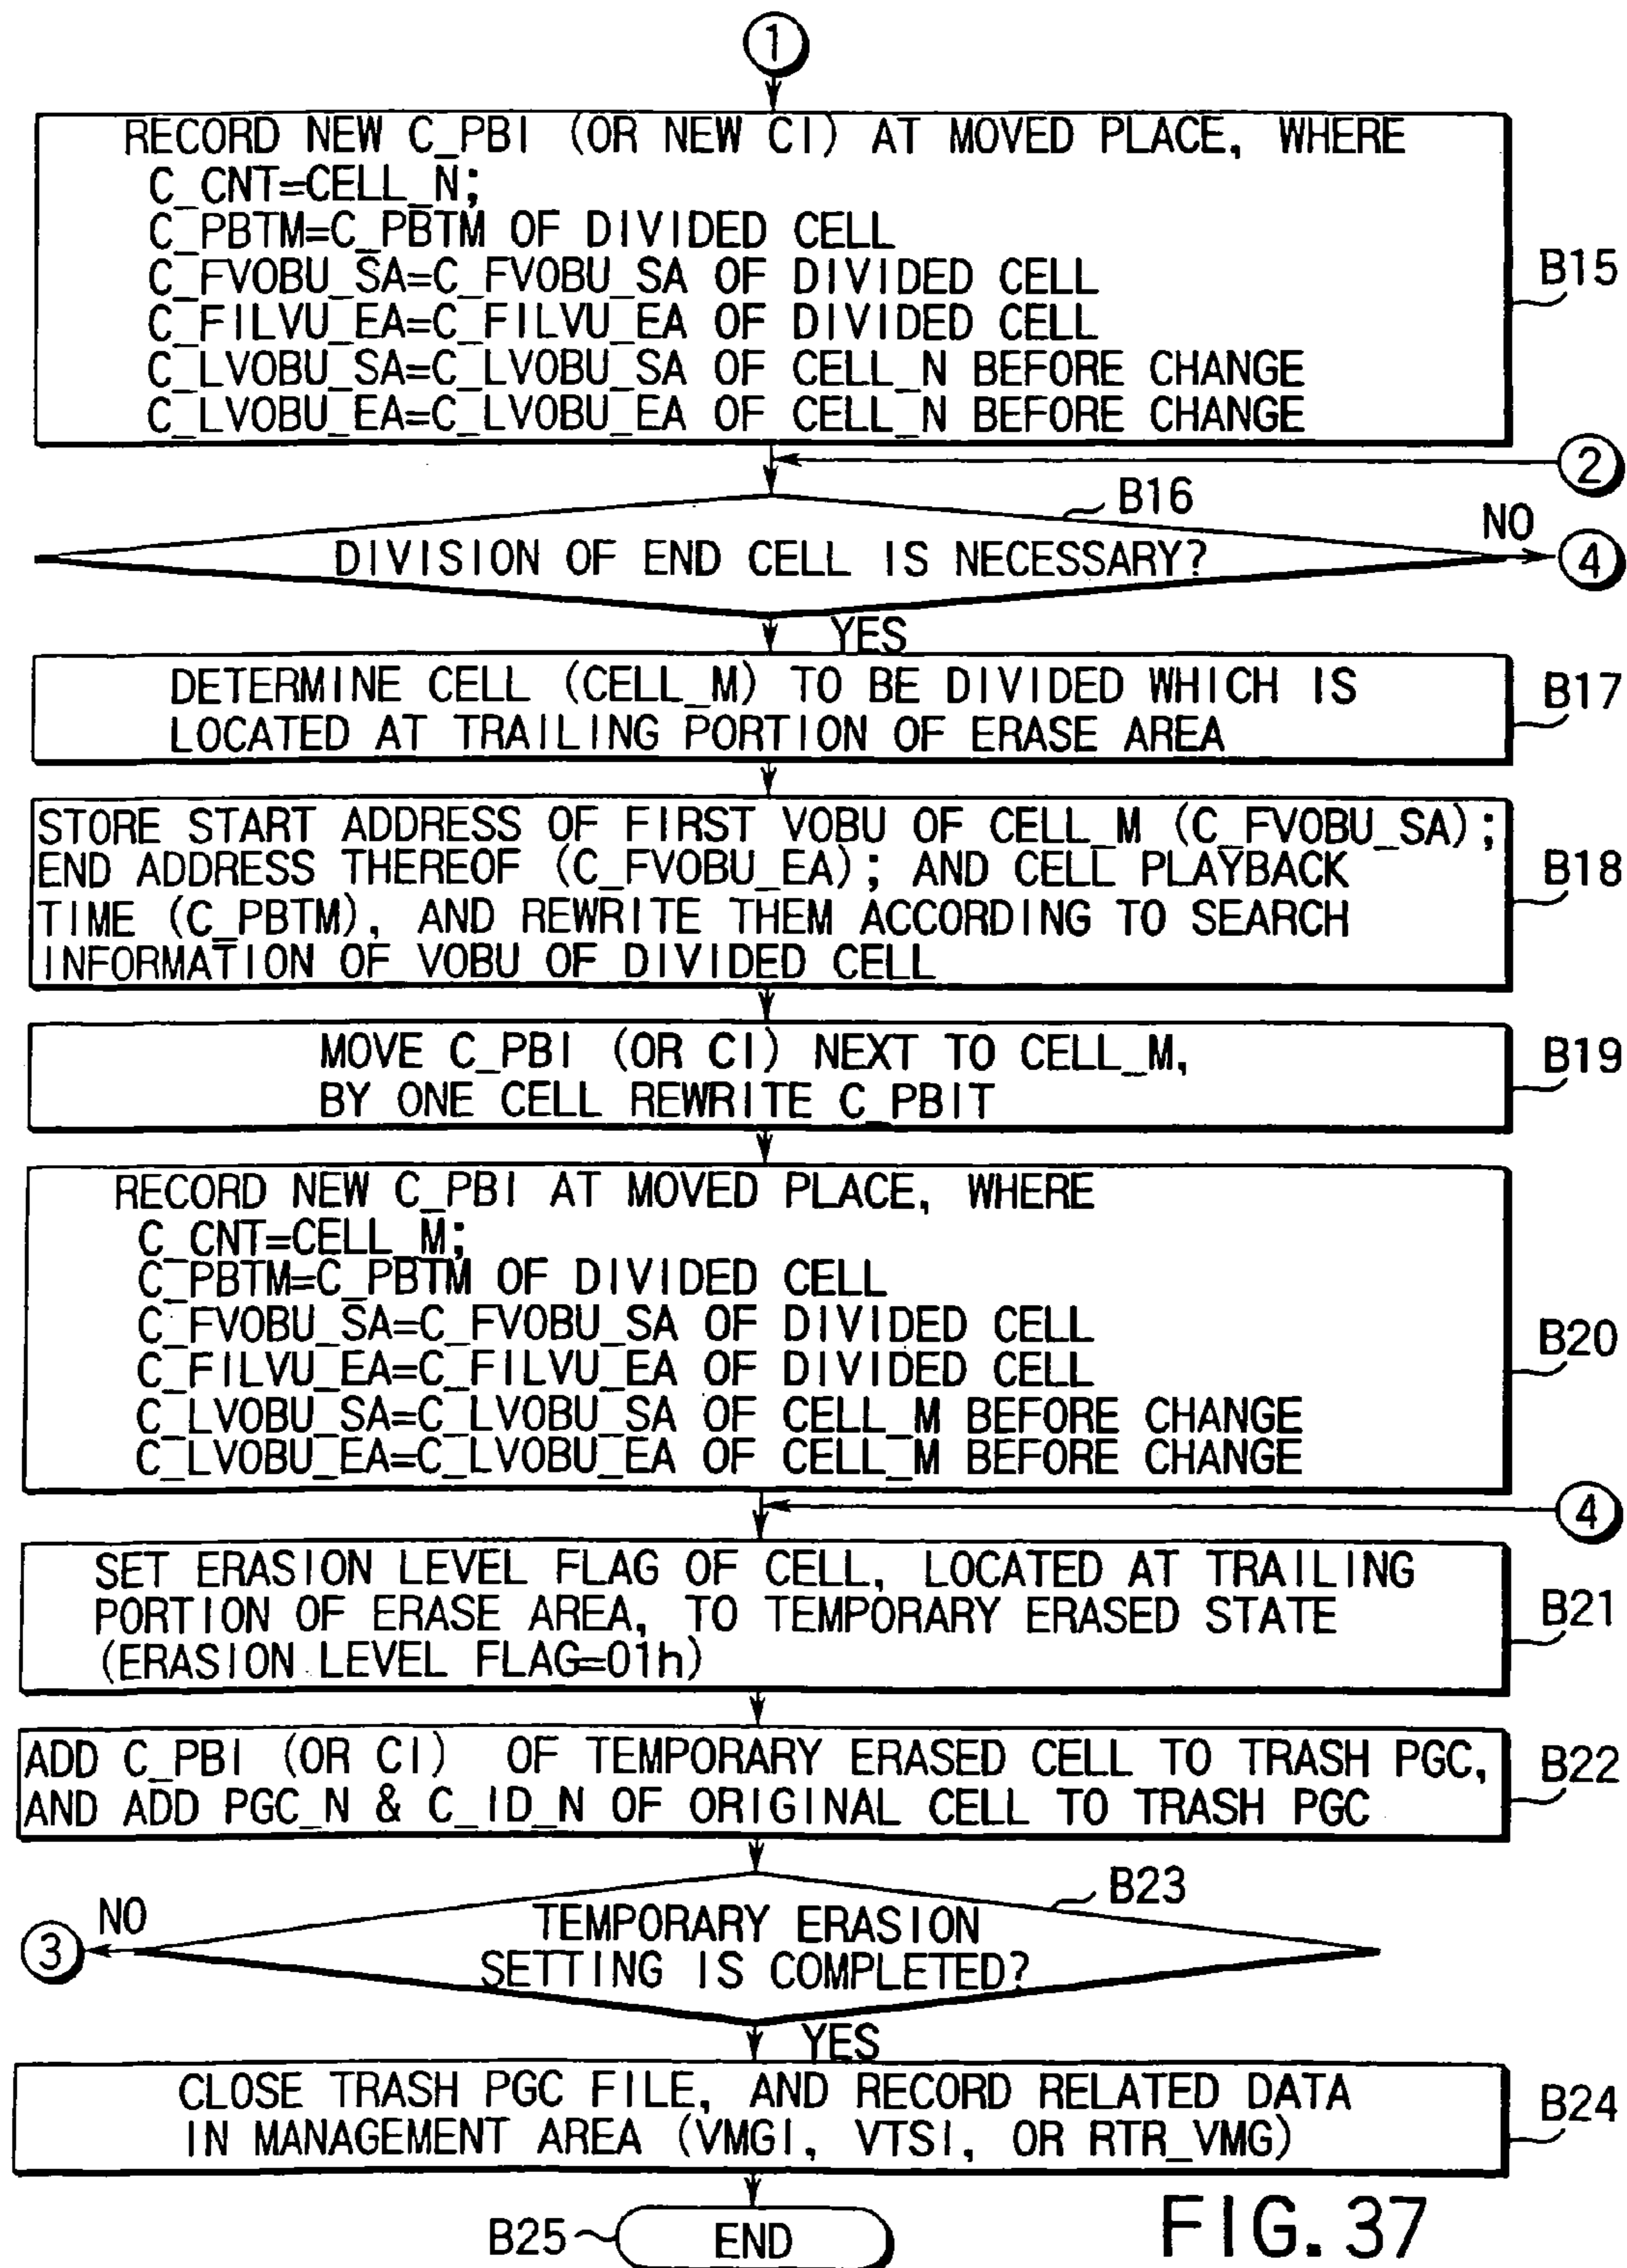 1
RECORD NEW C_PBI (OR NEW CI) AT MOVED PLACE, WHERE
C_CNT=CELL_N;
C_PBTM=C_PBTM OF DIVIDED CELL
C_FVOBU_SA=C_FVOBU_SA OF DIVIDED CELL
C_FILVU_EA=C_FILVU_EA OF DIVIDED CELL
C_LVOBU_SA=C_LVOBU_SA OF CELL_N BEFORE CHANGE
C_LVOBU_EA=C_LVOBU_EA OF CELL_N BEFORE CHANGE
B15
2
B16
DIVISION OF END CELL IS NECESSARY?
NO
4
YES
DETERMINE CELL (CELL_M) TO BE DIVIDED WHICH IS
LOCATED AT TRAILING PORTION OF ERASE AREA
B17
STORE START ADDRESS OF FIRST VOBU OF CELL_M (C_FVOBU_SA);
END ADDRESS THEREOF (C_FVOBU_EA); AND CELL PLAYBACK
TIME (C_PBTM), AND REWRITE THEM ACCORDING TO SEARCH
INFORMATION OF VOBU OF DIVIDED CELL
B18
MOVE C_PBI (OR CI) NEXT TO CELL_M,
BY ONE CELL REWRITE C_PBIT
B19
RECORD NEW C_PBI AT MOVED PLACE, WHERE
C_CNT=CELL_M;
C_PBTM=C_PBTM OF DIVIDED CELL
C_FVOBU_SA=C_FVOBU_SA OF DIVIDED CELL
C_FILVU_EA=C_FILVU_EA OF DIVIDED CELL
C_LVOBU_SA=C_LVOBU_SA OF CELL_M BEFORE CHANGE
C_LVOBU_EA=C_LVOBU_EA OF CELL_M BEFORE CHANGE
B20
4
SET ERASION LEVEL FLAG OF CELL, LOCATED AT TRAILING
PORTION OF ERASE AREA, TO TEMPORARY ERASED STATE
(ERASION LEVEL FLAG=01h)
B21
ADD C_PBI (OR CI) OF TEMPORARY ERASED CELL TO TRASH PGC,
AND ADD PGC_N & C_ID_N OF ORIGINAL CELL TO TRASH PGC
B22
B23
NO
3
TEMPORARY ERASION
SETTING IS COMPLETED?
YES
CLOSE TRASH PGC FILE, AND RECORD RELATED DATA
IN MANAGEMENT AREA (VMGI, VTSI, OR RTR_VMG)
B24
B25
END
FIG. 37